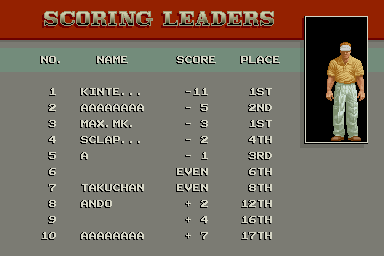 SCORING LEADERS
NO. NAME SCORE PLACE
1 KINTE... -11 1ST
2 AAAAAAAA - 5 2ND
3 MAX.MK. - 3 1ST
4 SCLAP... - 2 4TH
5 A - 1 3RD
6 EVEN 6TH
7 TAKUCHAN EVEN 8TH
8 ANDO + 2 12TH
9 + 4 16TH
10 AAAAAAAA + 7 17TH